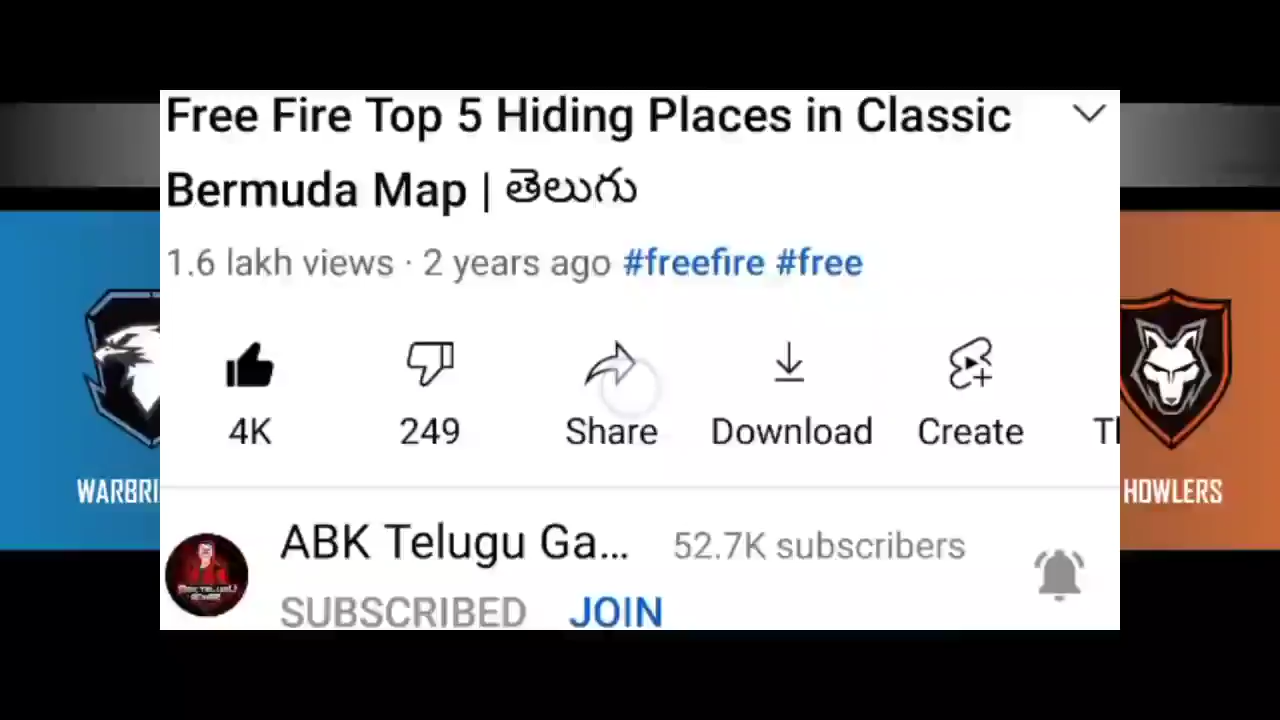 Free Fire Top 5 Hiding Places in Classic
Bermuda Map | తెలుగు
1.6 lakh views · 2 years ago #freefire #free
4K 249 Share Download Create
WARBRI HOWLERS
ABK Telugu Ga... 52.7K subscribers
SUBSCRIBED JOIN